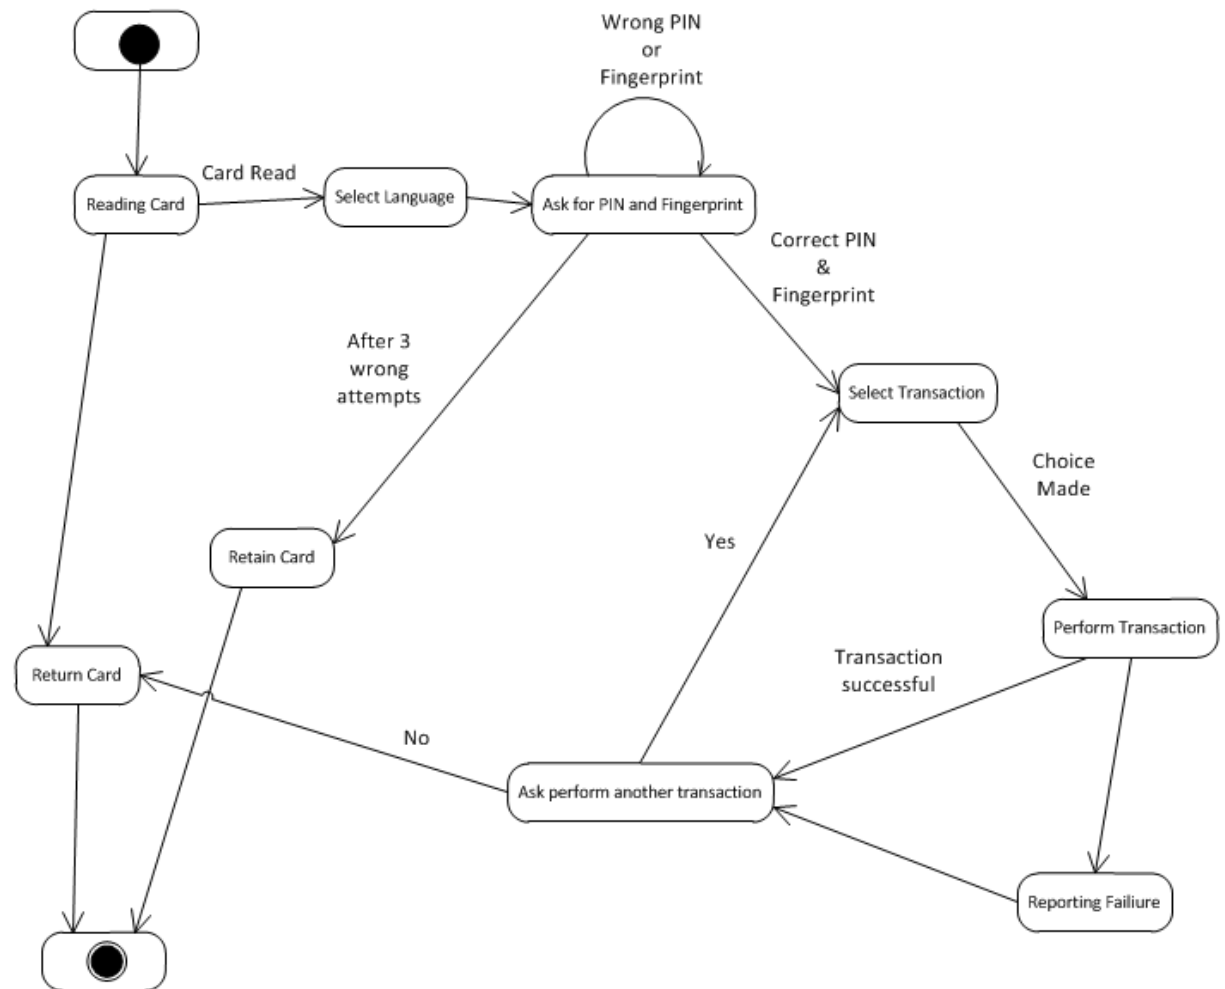 Wrong PIN
or
Fingerprint
Card Read
Reading Card
Select Language
Ask for PIN and Fingerprint
Correct PIN
&
Fingerprint
After 3
wrong
attempts
Select Transaction
Choice
Made
Yes
Retain Card
Perform Transaction
Transaction
successful
Return Card
No
Ask perform another transaction
Reporting Failiure